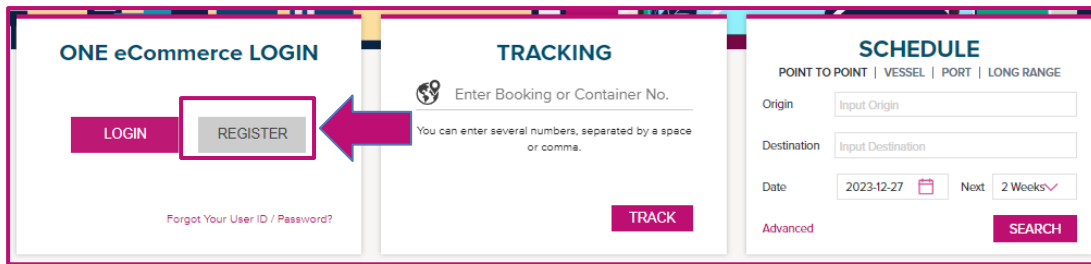 ONE eCommerce LOGIN
LOGIN
REGISTER
Forgot Your User ID / Password?
TRACKING
Enter Booking or Container No.
You can enter several numbers, separated by a space
or comma.
TRACK
SCHEDULE
POINT TO POINT | VESSEL | PORT | LONG RANGE
Origin Input Origin
Destination Input Destination
Date 2023-12-27 Next 2 Weeks
Advanced SEARCH